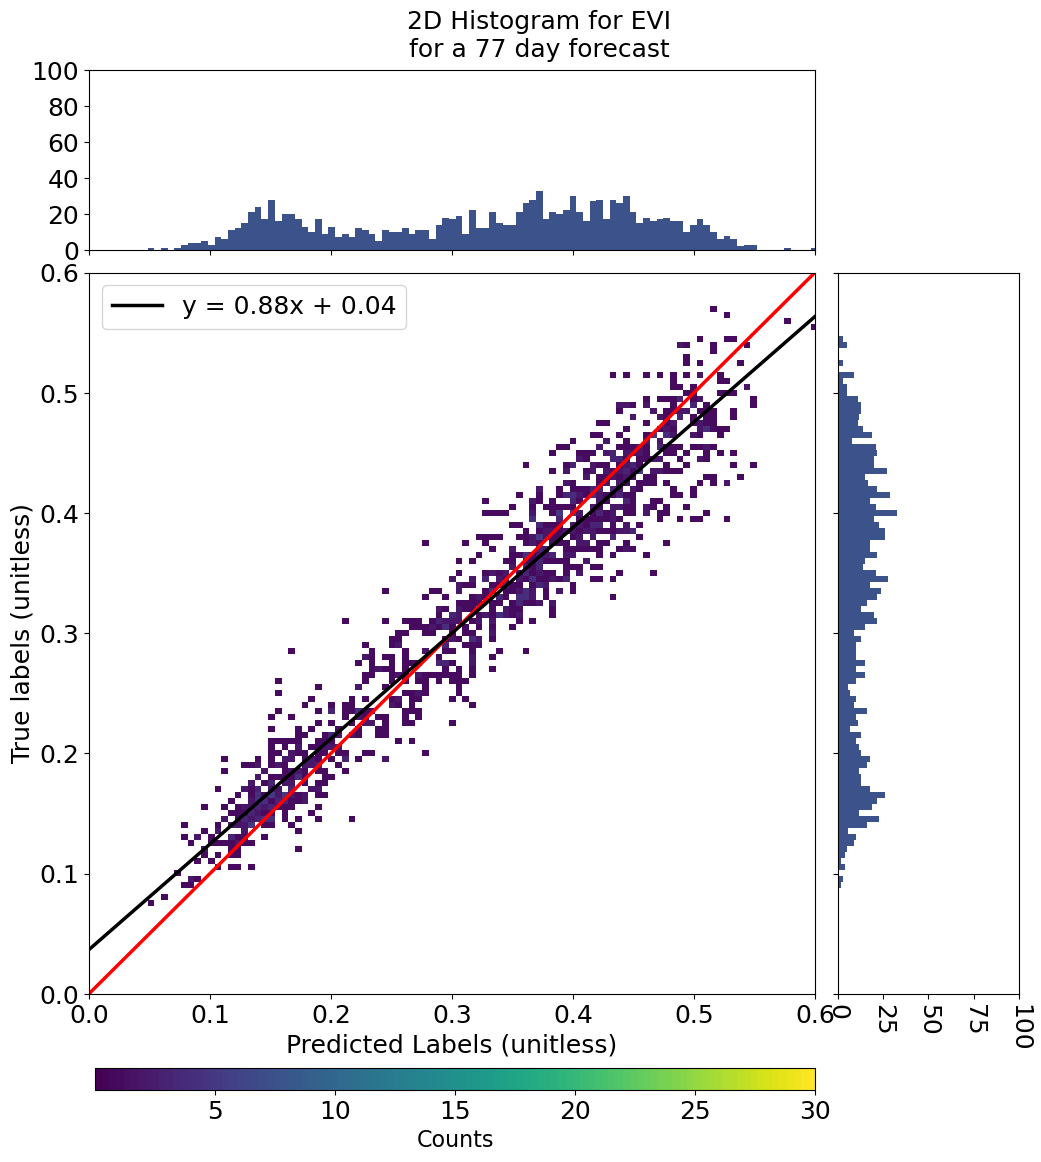 2D Histogram for EVI
for a 77 day forecast
100
80
60
40
20
0
0.6
0.5
0.4
0.3
0.2
0.1
0.0
y = 0.88x + 0.04
True labels (unitless)
0.0 0.1 0.2 0.3 0.4 0.5 0.6
Predicted Labels (unitless)
0 25 50 75 100
5 10 15 20 25 30
Counts